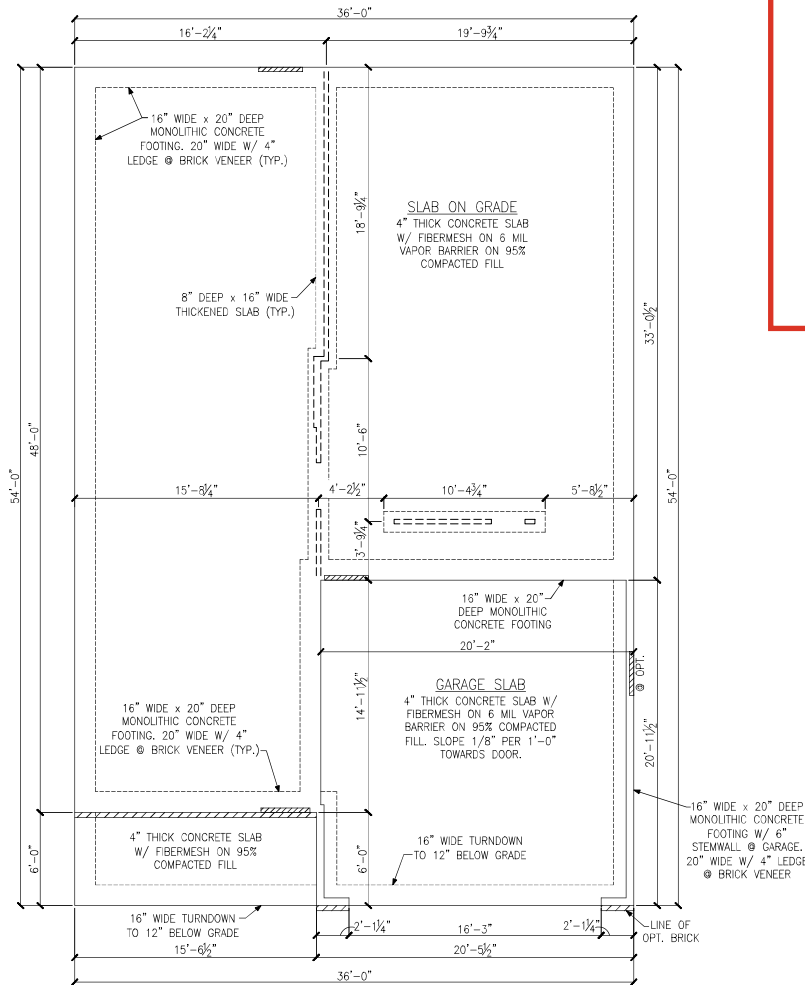 36'-0"
16'-2¼"
19'-9¾"
16" WIDE x 20" DEEP
MONOLITHIC CONCRETE
FOOTING. 20" WIDE W/ 4"
LEDGE @ BRICK VENEER (TYP.)
18'-9¼"
SLAB ON GRADE
4" THICK CONCRETE SLAB
W/ FIBERMESH ON 6 MIL
VAPOR BARRIER ON 95%
COMPACTED FILL
8" DEEP x 16" WIDE
THICKENED SLAB (TYP.)
33'-0½"
10'-6"
48'-0"
54'-0"
54'-0"
15'-8¼"
4'-2½"
10'-4¾"
5'-8½"
3'-9¼"
16" WIDE x 20"
DEEP MONOLITHIC
CONCRETE FOOTING
20'-2"
@ OPT.
GARAGE SLAB
4" THICK CONCRETE SLAB W/
FIBERMESH ON 6 MIL VAPOR
BARRIER ON 95% COMPACTED
FILL. SLOPE 1/8" PER 1'-0"
TOWARDS DOOR.
14'-11½"
20'-11½"
16" WIDE x 20" DEEP
MONOLITHIC CONCRETE
FOOTING. 20" WIDE W/ 4"
LEDGE @ BRICK VENEER (TYP.)
16" WIDE x 20" DEEP
MONOLITHIC CONCRETE
FOOTING W/ 6"
STEMWALL @ GARAGE.
20" WIDE W/ 4" LEDGE
@ BRICK VENEER
4" THICK CONCRETE SLAB
W/ FIBERMESH ON 95%
COMPACTED FILL
16" WIDE TURNDOWN
TO 12" BELOW GRADE
6'-0"
6'-0"
16" WIDE TURNDOWN
TO 12" BELOW GRADE
2'-1¼"
16'-3"
2'-1¼"
LINE OF
OPT. BRICK
15'-6½"
20'-5½"
36'-0"